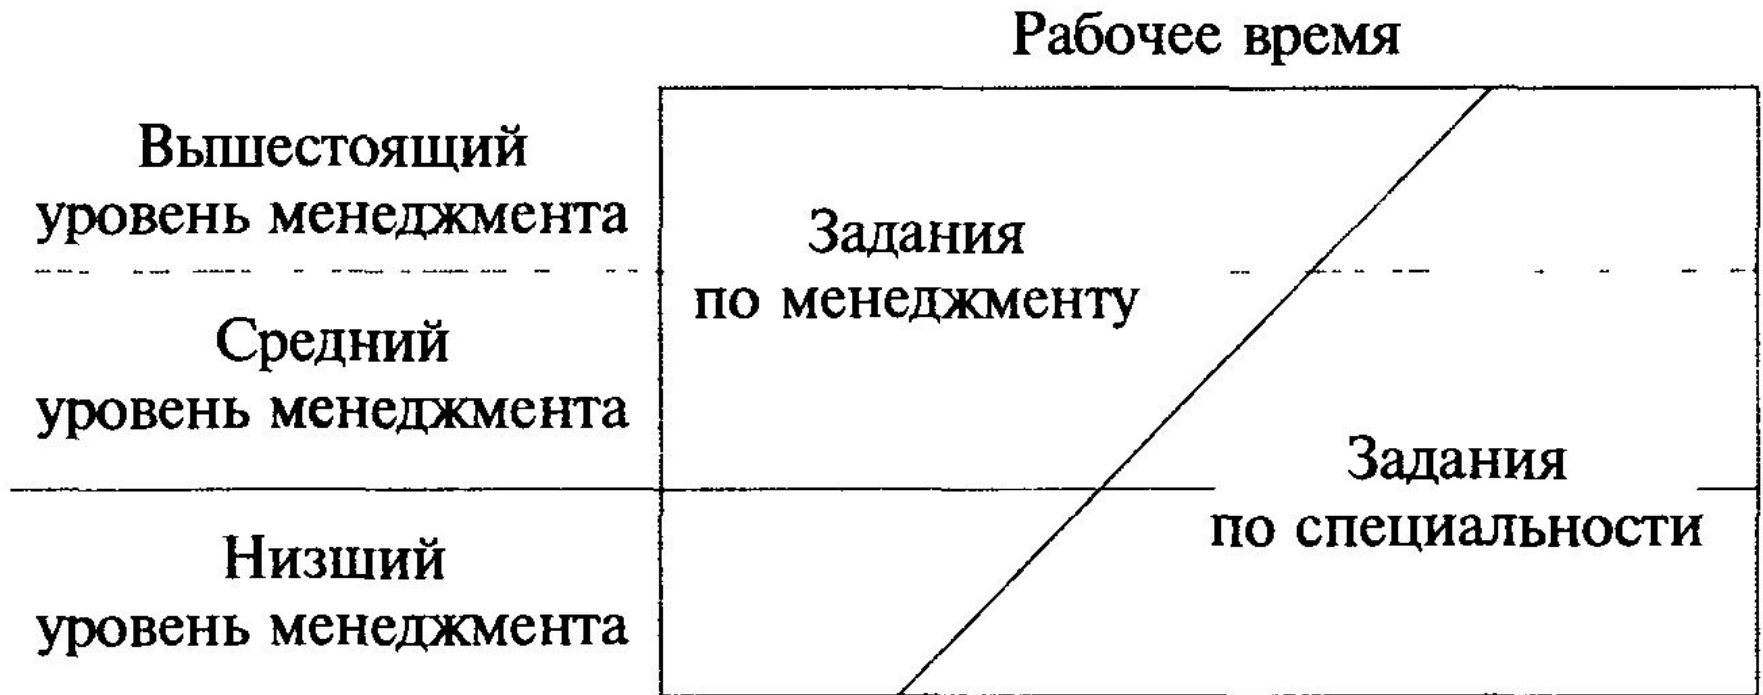 Рабочее время
Вышестоящий
уровень менеджмента
Задания
по менеджменту
Средний
уровень менеджмента
Задания
по специальности
Низший
уровень менеджмента